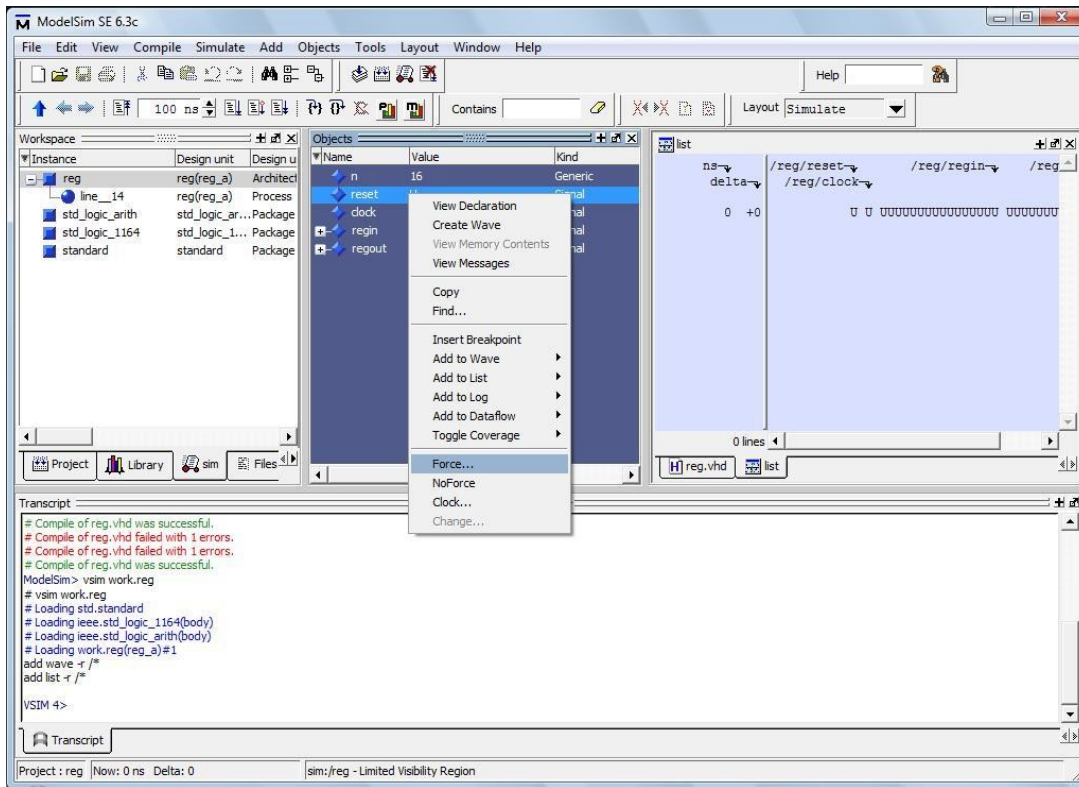 ModelSim SE 6.3c
File Edit View Compile Simulate Add Objects Tools Layout Window Help
Help
100 ns Contains Layout Simulate
Workspace
Instance Design unit Design u
reg reg(reg_a) Architect
line__14 reg(reg_a) Process
std_logic_arith std_logic_ar... Package
std_logic_1164 std_logic_1... Package
standard standard Package
Project Library sim Files
Objects
Name Value Kind
n 16 Generic
reset
clock nal
regin nal
regout nal
View Declaration
Create Wave
View Memory Contents
View Messages
Copy
Find...
Insert Breakpoint
Add to Wave
Add to List
Add to Log
Add to Dataflow
Toggle Coverage
Force...
NoForce
Clock...
Change...
list
ns /reg/reset /reg/regin /reg
delta /reg/clock
0 +0 U U UUUUUUUUUUUUUUUU UUUUUUU
0 lines
reg.vhd list
Transcript
# Compile of reg.vhd was successful.
# Compile of reg.vhd failed with 1 errors.
# Compile of reg.vhd failed with 1 errors.
# Compile of reg.vhd was successful.
ModelSim> vsim work.reg
# vsim work.reg
# Loading std.standard
# Loading ieee.std_logic_1164(body)
# Loading ieee.std_logic_arith(body)
# Loading work.reg(reg_a)#1
add wave -r /*
add list -r /*
VSIM 4>
Transcript
Project : reg Now: 0 ns Delta: 0 sim:/reg - Limited Visibility Region